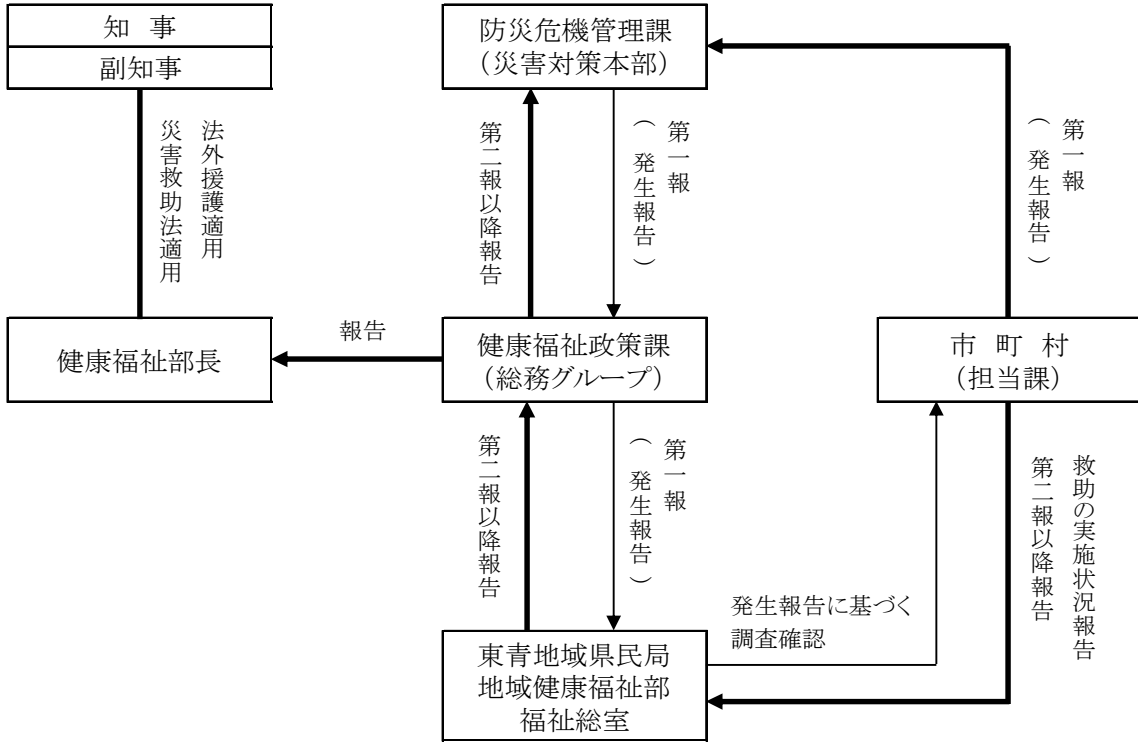 知　事
副知事
防災危機管理課
（災害対策本部）
法外援護適用
災害救助法適用
第二報以降報告
第一報
（発生報告）
第一報
（発生報告）
健康福祉部長
報告
健康福祉政策課
（総務グループ）
市　町　村
（担当課）
第二報以降報告
第一報
（発生報告）
救助の実施状況報告
第二報以降報告
発生報告に基づく
調査確認
東青地域県民局
地域健康福祉部
福祉総室